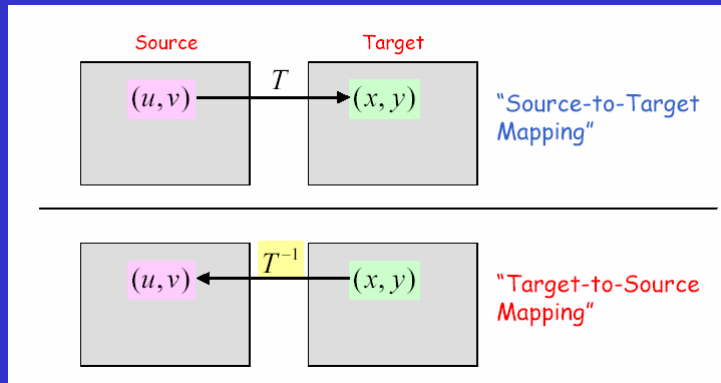 Source Target
T
(u, v) (x, y)
"Source-to-Target
Mapping"
T⁻¹
(u, v) (x, y)
"Target-to-Source
Mapping"